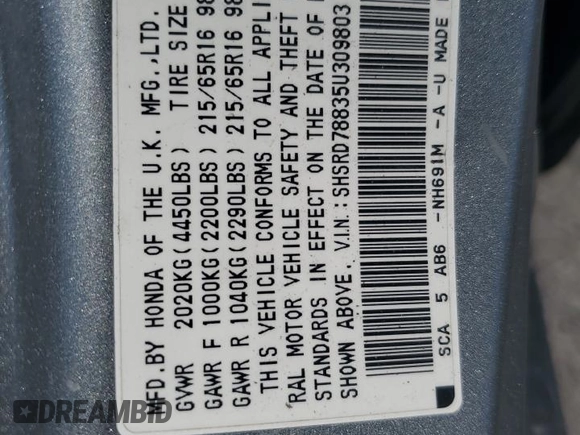 MFD.BY HONDA OF THE U.K. MFG.,LTD.
GVWR 2020KG(4450LBS) TIRE SIZE
GAWR F 1000KG(2200LBS) 215/65R16 98
GAWR R 1040KG(2290LBS) 215/65R16 98
THIS VEHICLE CONFORMS TO ALL APPLI
RAL MOTOR VEHICLE SAFETY AND THEFT
STANDARDS IN EFFECT ON THE DATE OF
SHOWN ABOVE. V.I.N.:SHSRD78835U309803
SCA 5 AB6 -NH691M -A -U MADE
DREAMBID